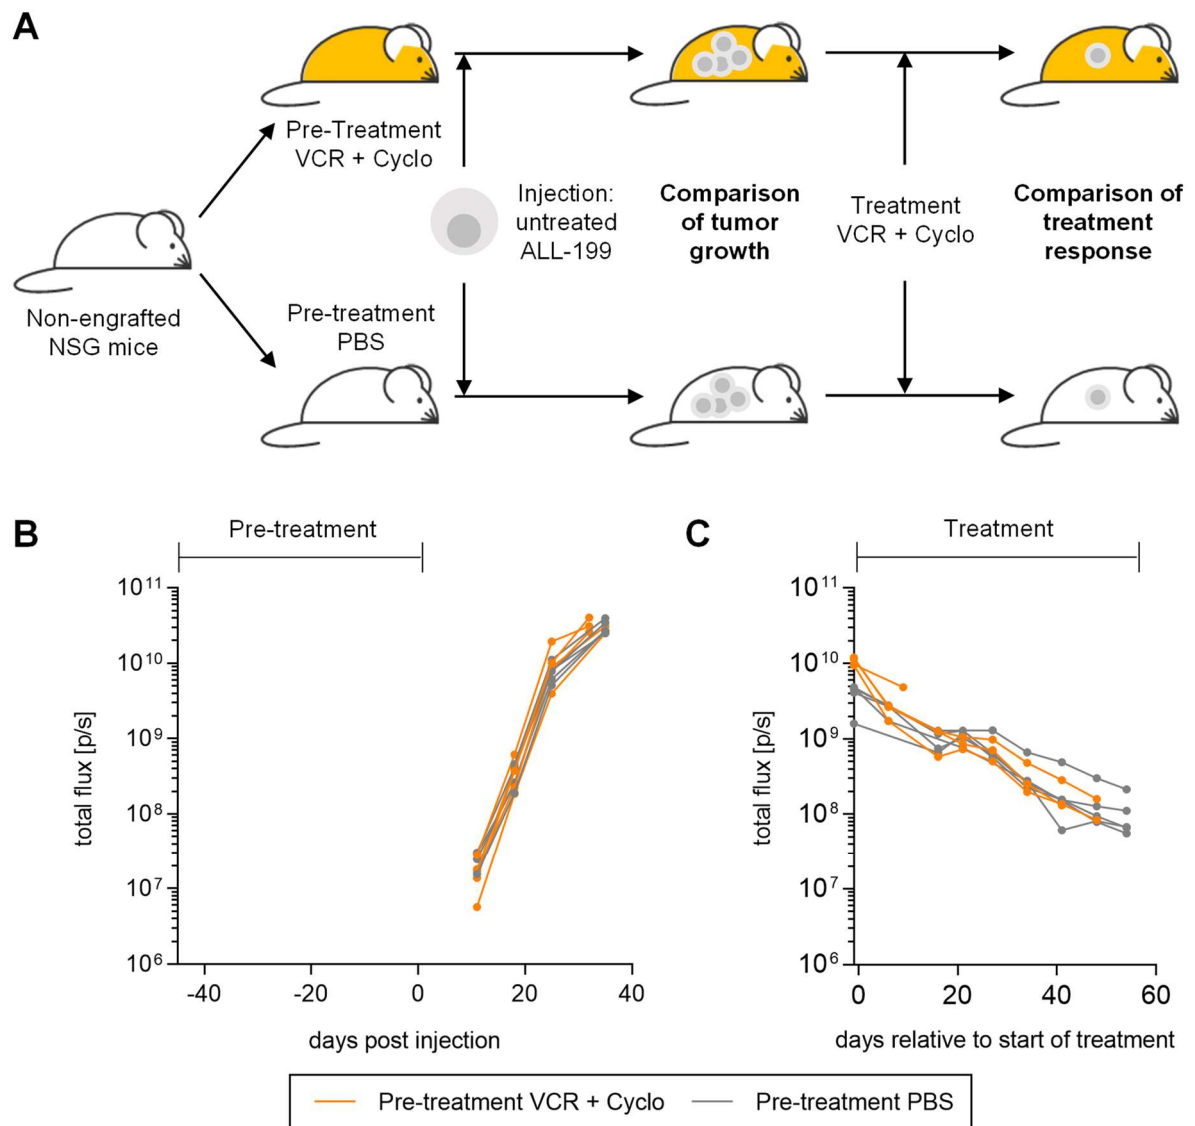 A
Pre-Treatment
VCR + Cyclo
Injection:
untreated
ALL-199
Comparison
of tumor
growth
Treatment
VCR + Cyclo
Comparison of
treatment
response
Non-engrafted
NSG mice
Pre-treatment
PBS
B
Pre-treatment
10^11
10^10
10^9
10^8
10^7
10^6
total flux [p/s]
-40 -20 0 20 40
days post injection
C
Treatment
10^11
10^10
10^9
10^8
10^7
10^6
total flux [p/s]
0 20 40 60
days relative to start of treatment
Pre-treatment VCR + Cyclo Pre-treatment PBS